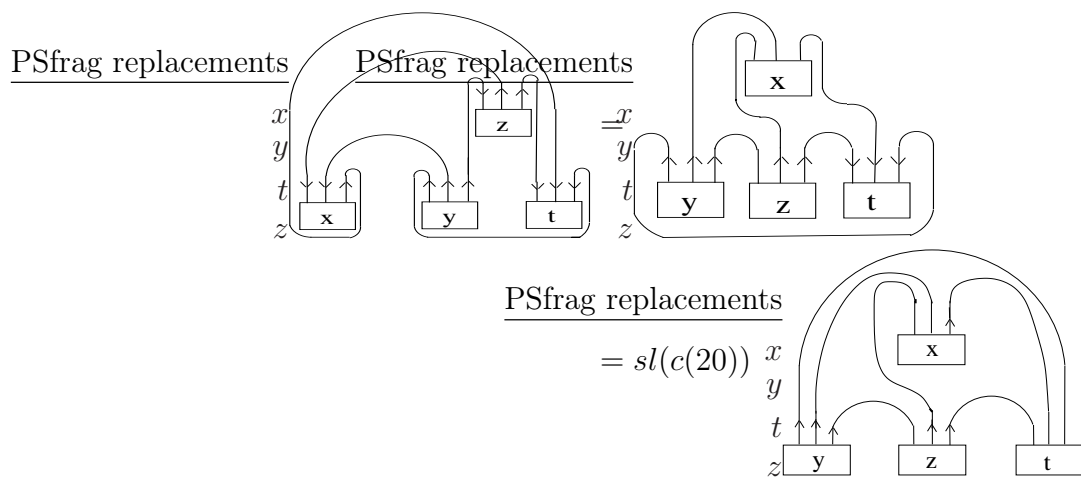 PSfrag replacements
x
y
t
z
x
y
z
t
=
PSfrag replacements
x
y
t
z
x
y
z
t
PSfrag replacements
= sl(c(20))
x
y
t
z
x
y
z
t